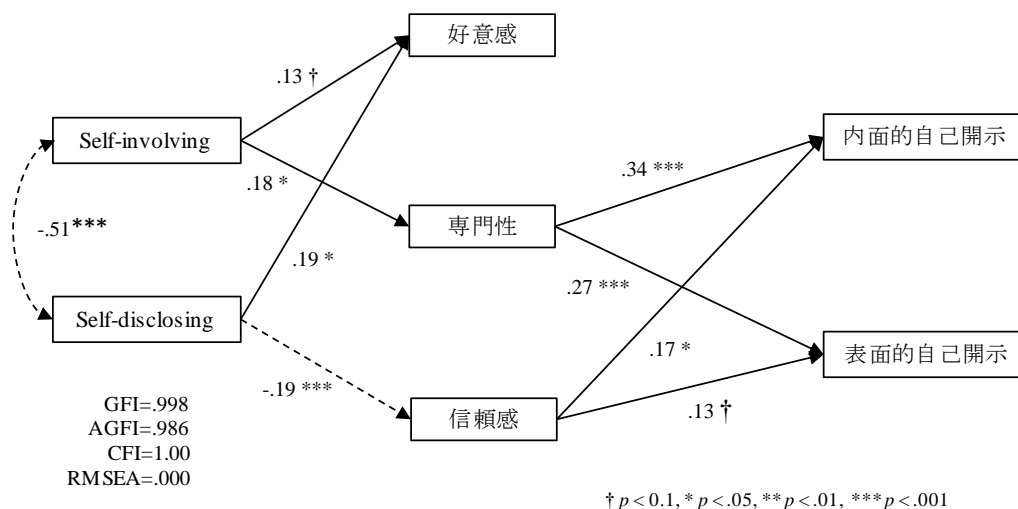 好意感
.13 †
Self-involving
内面的自己開示
.34 ***
.18 *
専門性
-.51***
.19 *
.27 ***
Self-disclosing
.17 *
表面的自己開示
-.19 ***
信頼感
.13 †
GFI=.998
AGFI=.986
CFI=1.00
RMSEA=.000
† p < 0.1, * p <.05, ** p <.01, *** p <.001